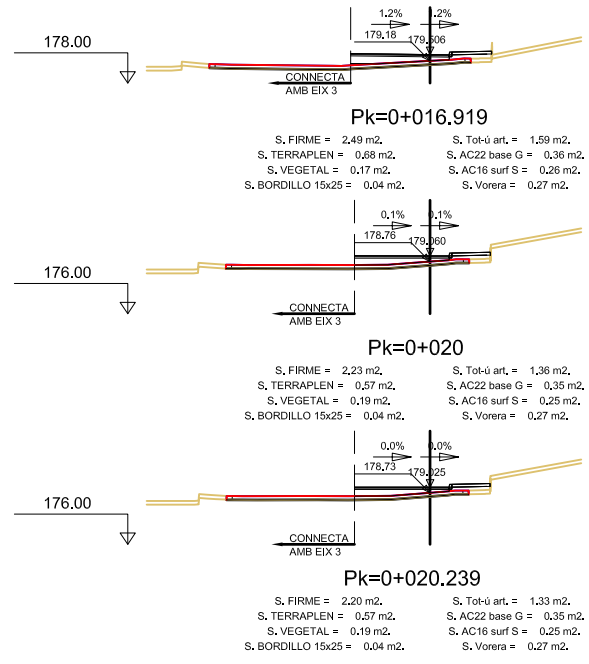 1.2% 1.2%
179.18 179.506
178.00
CONNECTA
AMB EIX 3
Pk=0+016.919
S. FIRME = 2.49 m2. S. Tot-ú art. = 1.59 m2.
S. TERRAPLEN = 0.68 m2. S. AC22 base G = 0.36 m2.
S. VEGETAL = 0.17 m2. S. AC16 surf S = 0.26 m2.
S. BORDILLO 15x25 = 0.04 m2. S. Vorera = 0.27 m2.
0.1% 0.1%
178.76 179.060
176.00
CONNECTA
AMB EIX 3
Pk=0+020
S. FIRME = 2.23 m2. S. Tot-ú art. = 1.36 m2.
S. TERRAPLEN = 0.57 m2. S. AC22 base G = 0.35 m2.
S. VEGETAL = 0.19 m2. S. AC16 surf S = 0.25 m2.
S. BORDILLO 15x25 = 0.04 m2. S. Vorera = 0.27 m2.
0.0% 0.0%
178.73 179.025
176.00
CONNECTA
AMB EIX 3
Pk=0+020.239
S. FIRME = 2.20 m2. S. Tot-ú art. = 1.33 m2.
S. TERRAPLEN = 0.57 m2. S. AC22 base G = 0.35 m2.
S. VEGETAL = 0.19 m2. S. AC16 surf S = 0.25 m2.
S. BORDILLO 15x25 = 0.04 m2. S. Vorera = 0.27 m2.